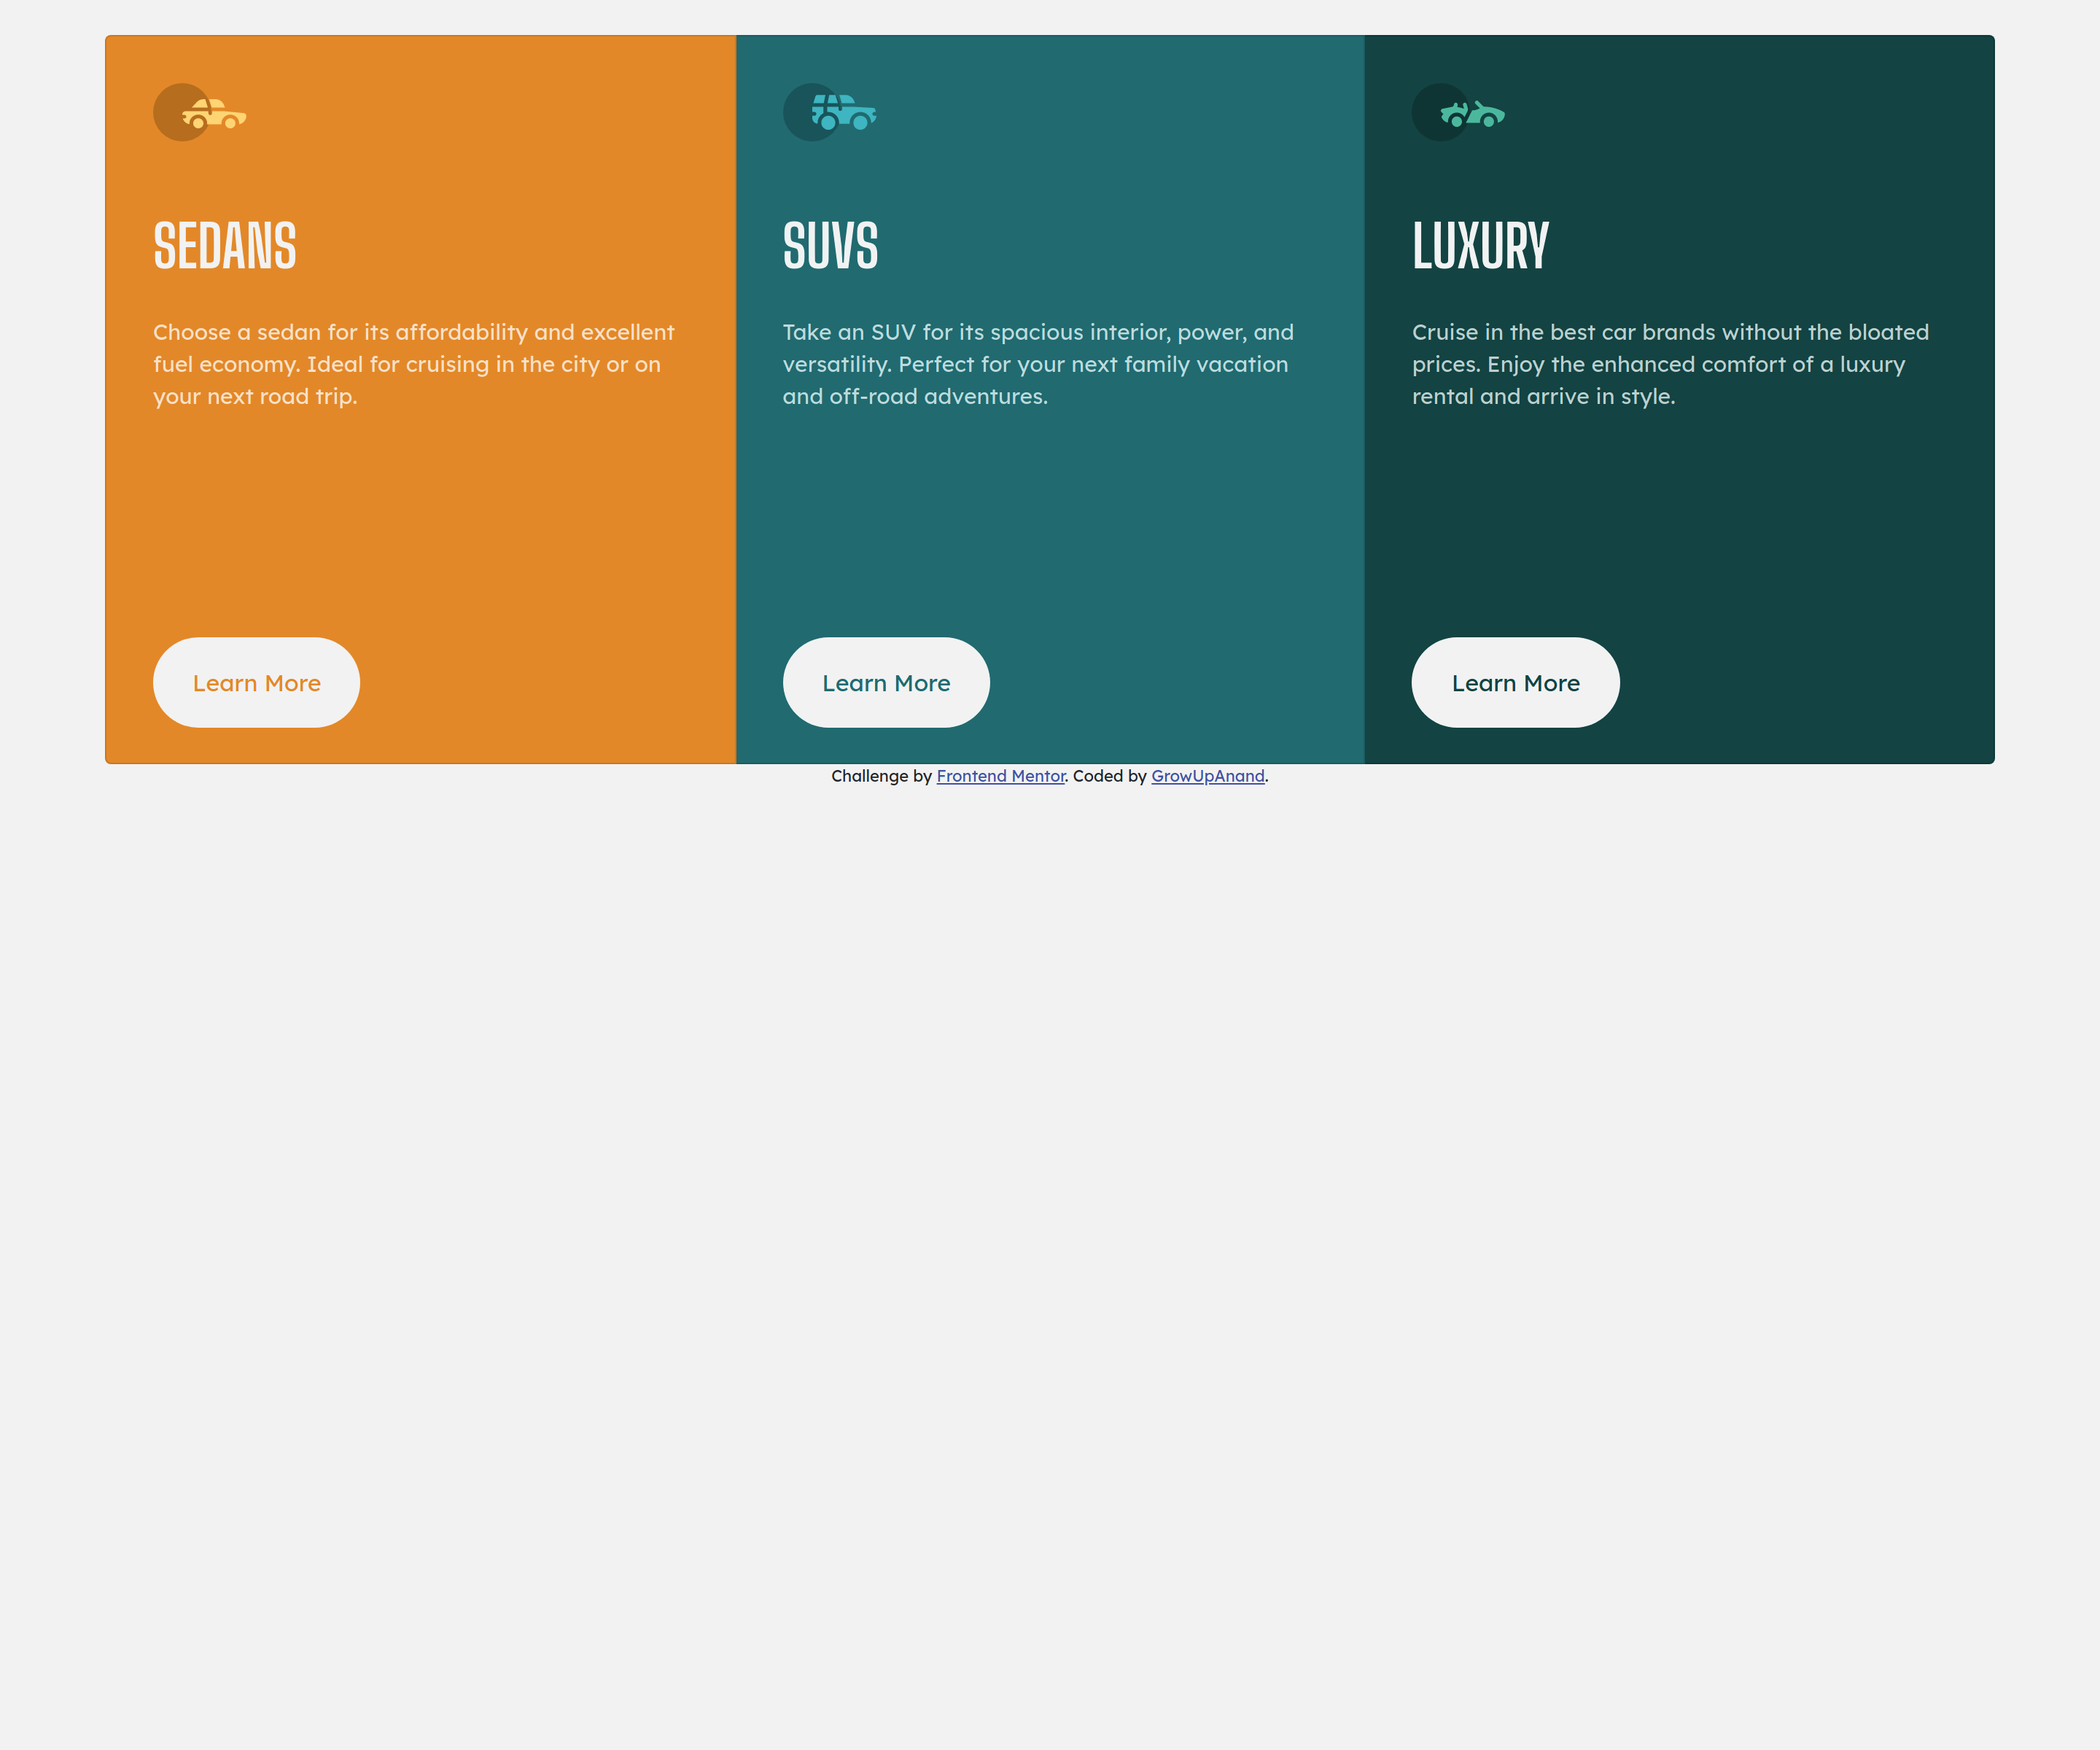 SEDANS
Choose a sedan for its affordability and excellent
fuel economy. Ideal for cruising in the city or on
your next road trip.
Learn More
SUVS
Take an SUV for its spacious interior, power, and
versatility. Perfect for your next family vacation
and off-road adventures.
Learn More
LUXURY
Cruise in the best car brands without the bloated
prices. Enjoy the enhanced comfort of a luxury
rental and arrive in style.
Learn More
Challenge by Frontend Mentor. Coded by GrowUpAnand.